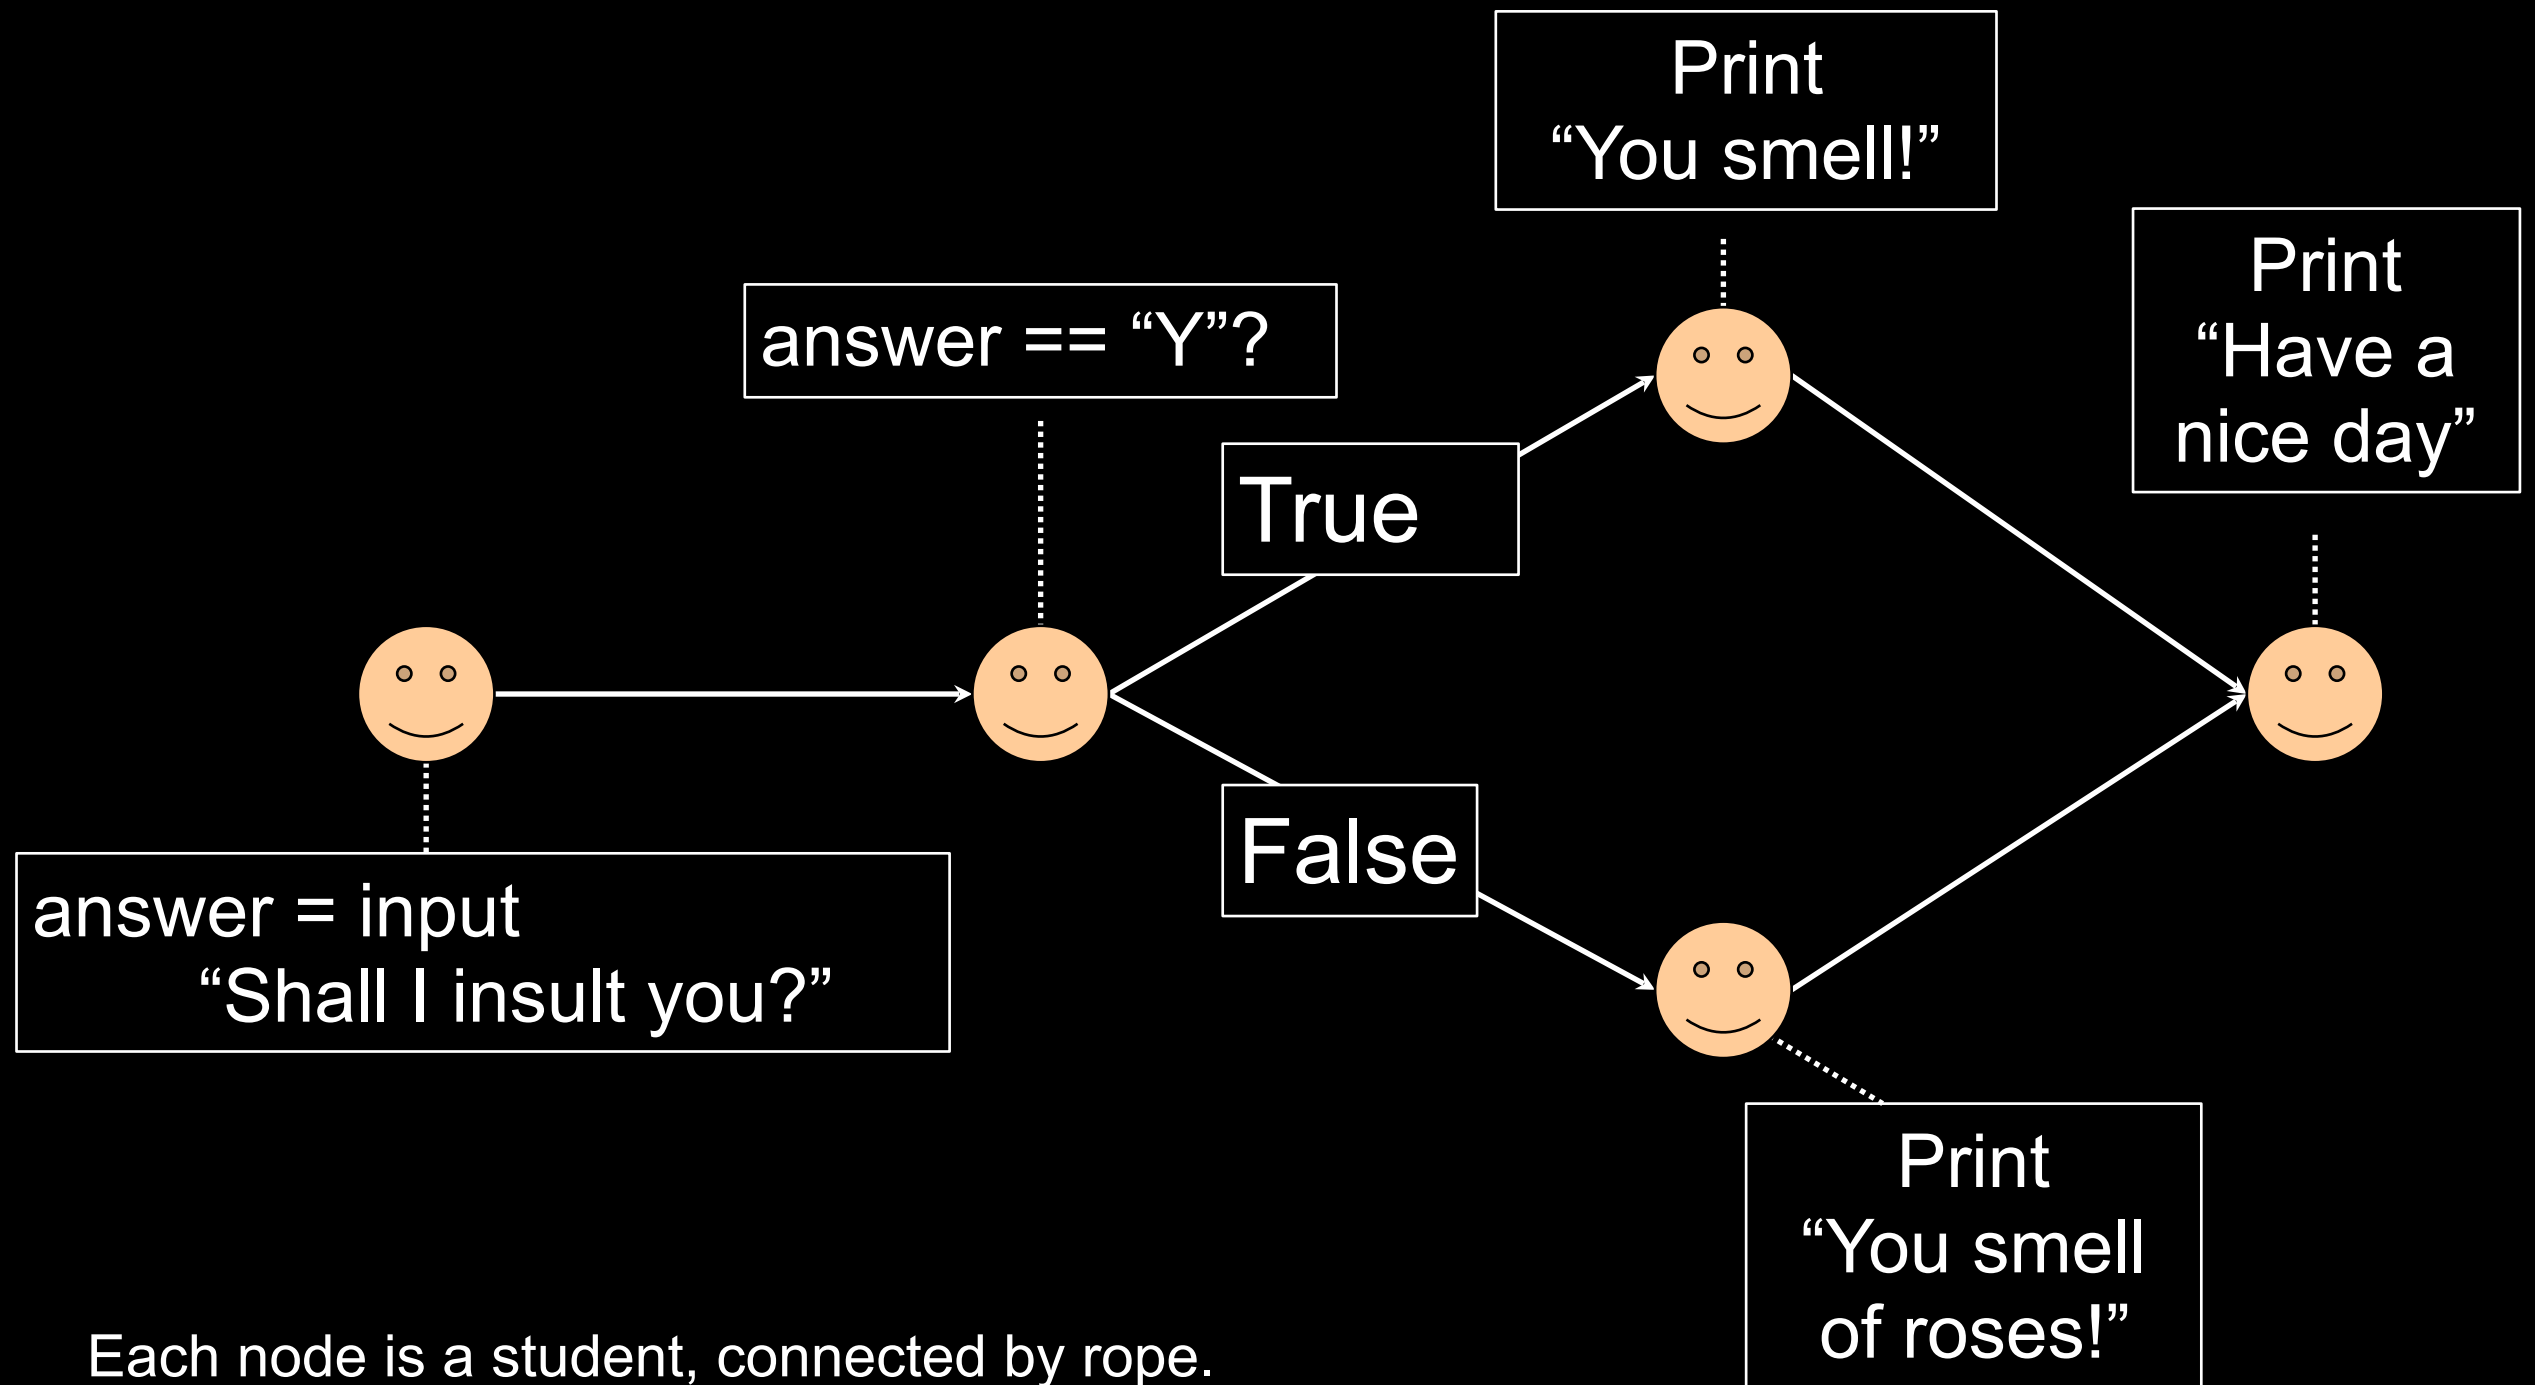 answer = input
“Shall I insult you?”
answer == “Y”?
True
False
Print
“You smell!”
Print
“You smell
of roses!”
Print
“Have a
nice day”
Each node is a student, connected by rope.